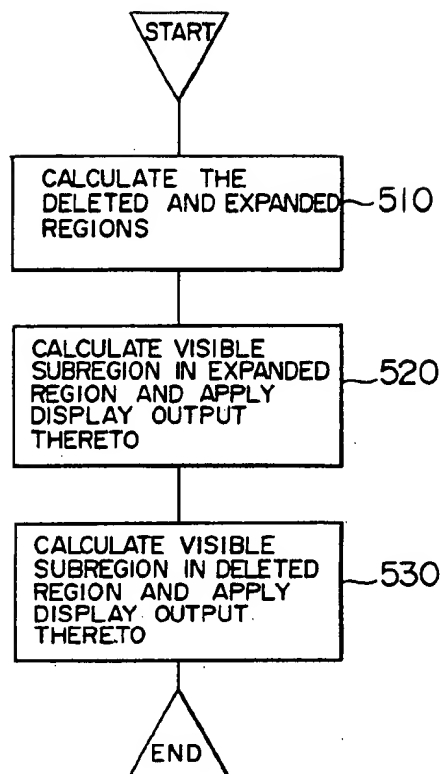 START
CALCULATE THE
DELETED AND EXPANDED
REGIONS
510
CALCULATE VISIBLE
SUBREGION IN EXPANDED
REGION AND APPLY
DISPLAY OUTPUT
THERETO
520
CALCULATE VISIBLE
SUBREGION IN DELETED
REGION AND APPLY
DISPLAY OUTPUT
THERETO
530
END